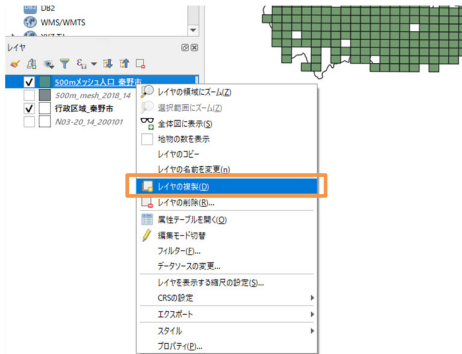 DB2
WMS/WMTS
レイヤ
500mメッシュ人口_秦野市
500m_mesh_2018_14
行政区域_秦野市
N03-20_14_200101
レイヤの領域にズーム(Z)
選択範囲にズーム(Z)
全体図に表示(S)
地物の数を表示
レイヤのコピー
レイヤの名前を変更(n)
レイヤの複製(D)
レイヤの削除(R)...
属性テーブルを開く(O)
編集モード切替
フィルター(F)...
データソースの変更...
レイヤを表示する縮尺の設定(S)...
CRSの設定
エクスポート
スタイル
プロパティ(P)...